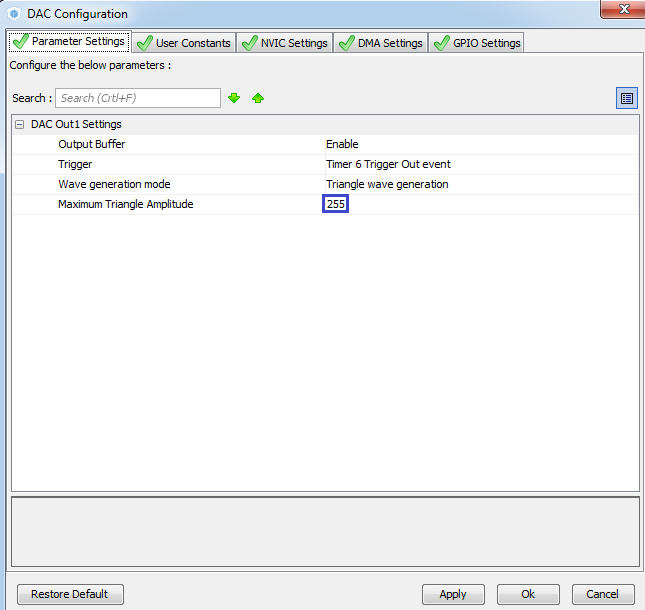 DAC Configuration
Parameter Settings User Constants NVIC Settings DMA Settings GPIO Settings
Configure the below parameters :
Search : Search (Crtl+F)
DAC Out1 Settings
Output Buffer Enable
Trigger Timer 6 Trigger Out event
Wave generation mode Triangle wave generation
Maximum Triangle Amplitude 255
Restore Default Apply Ok Cancel